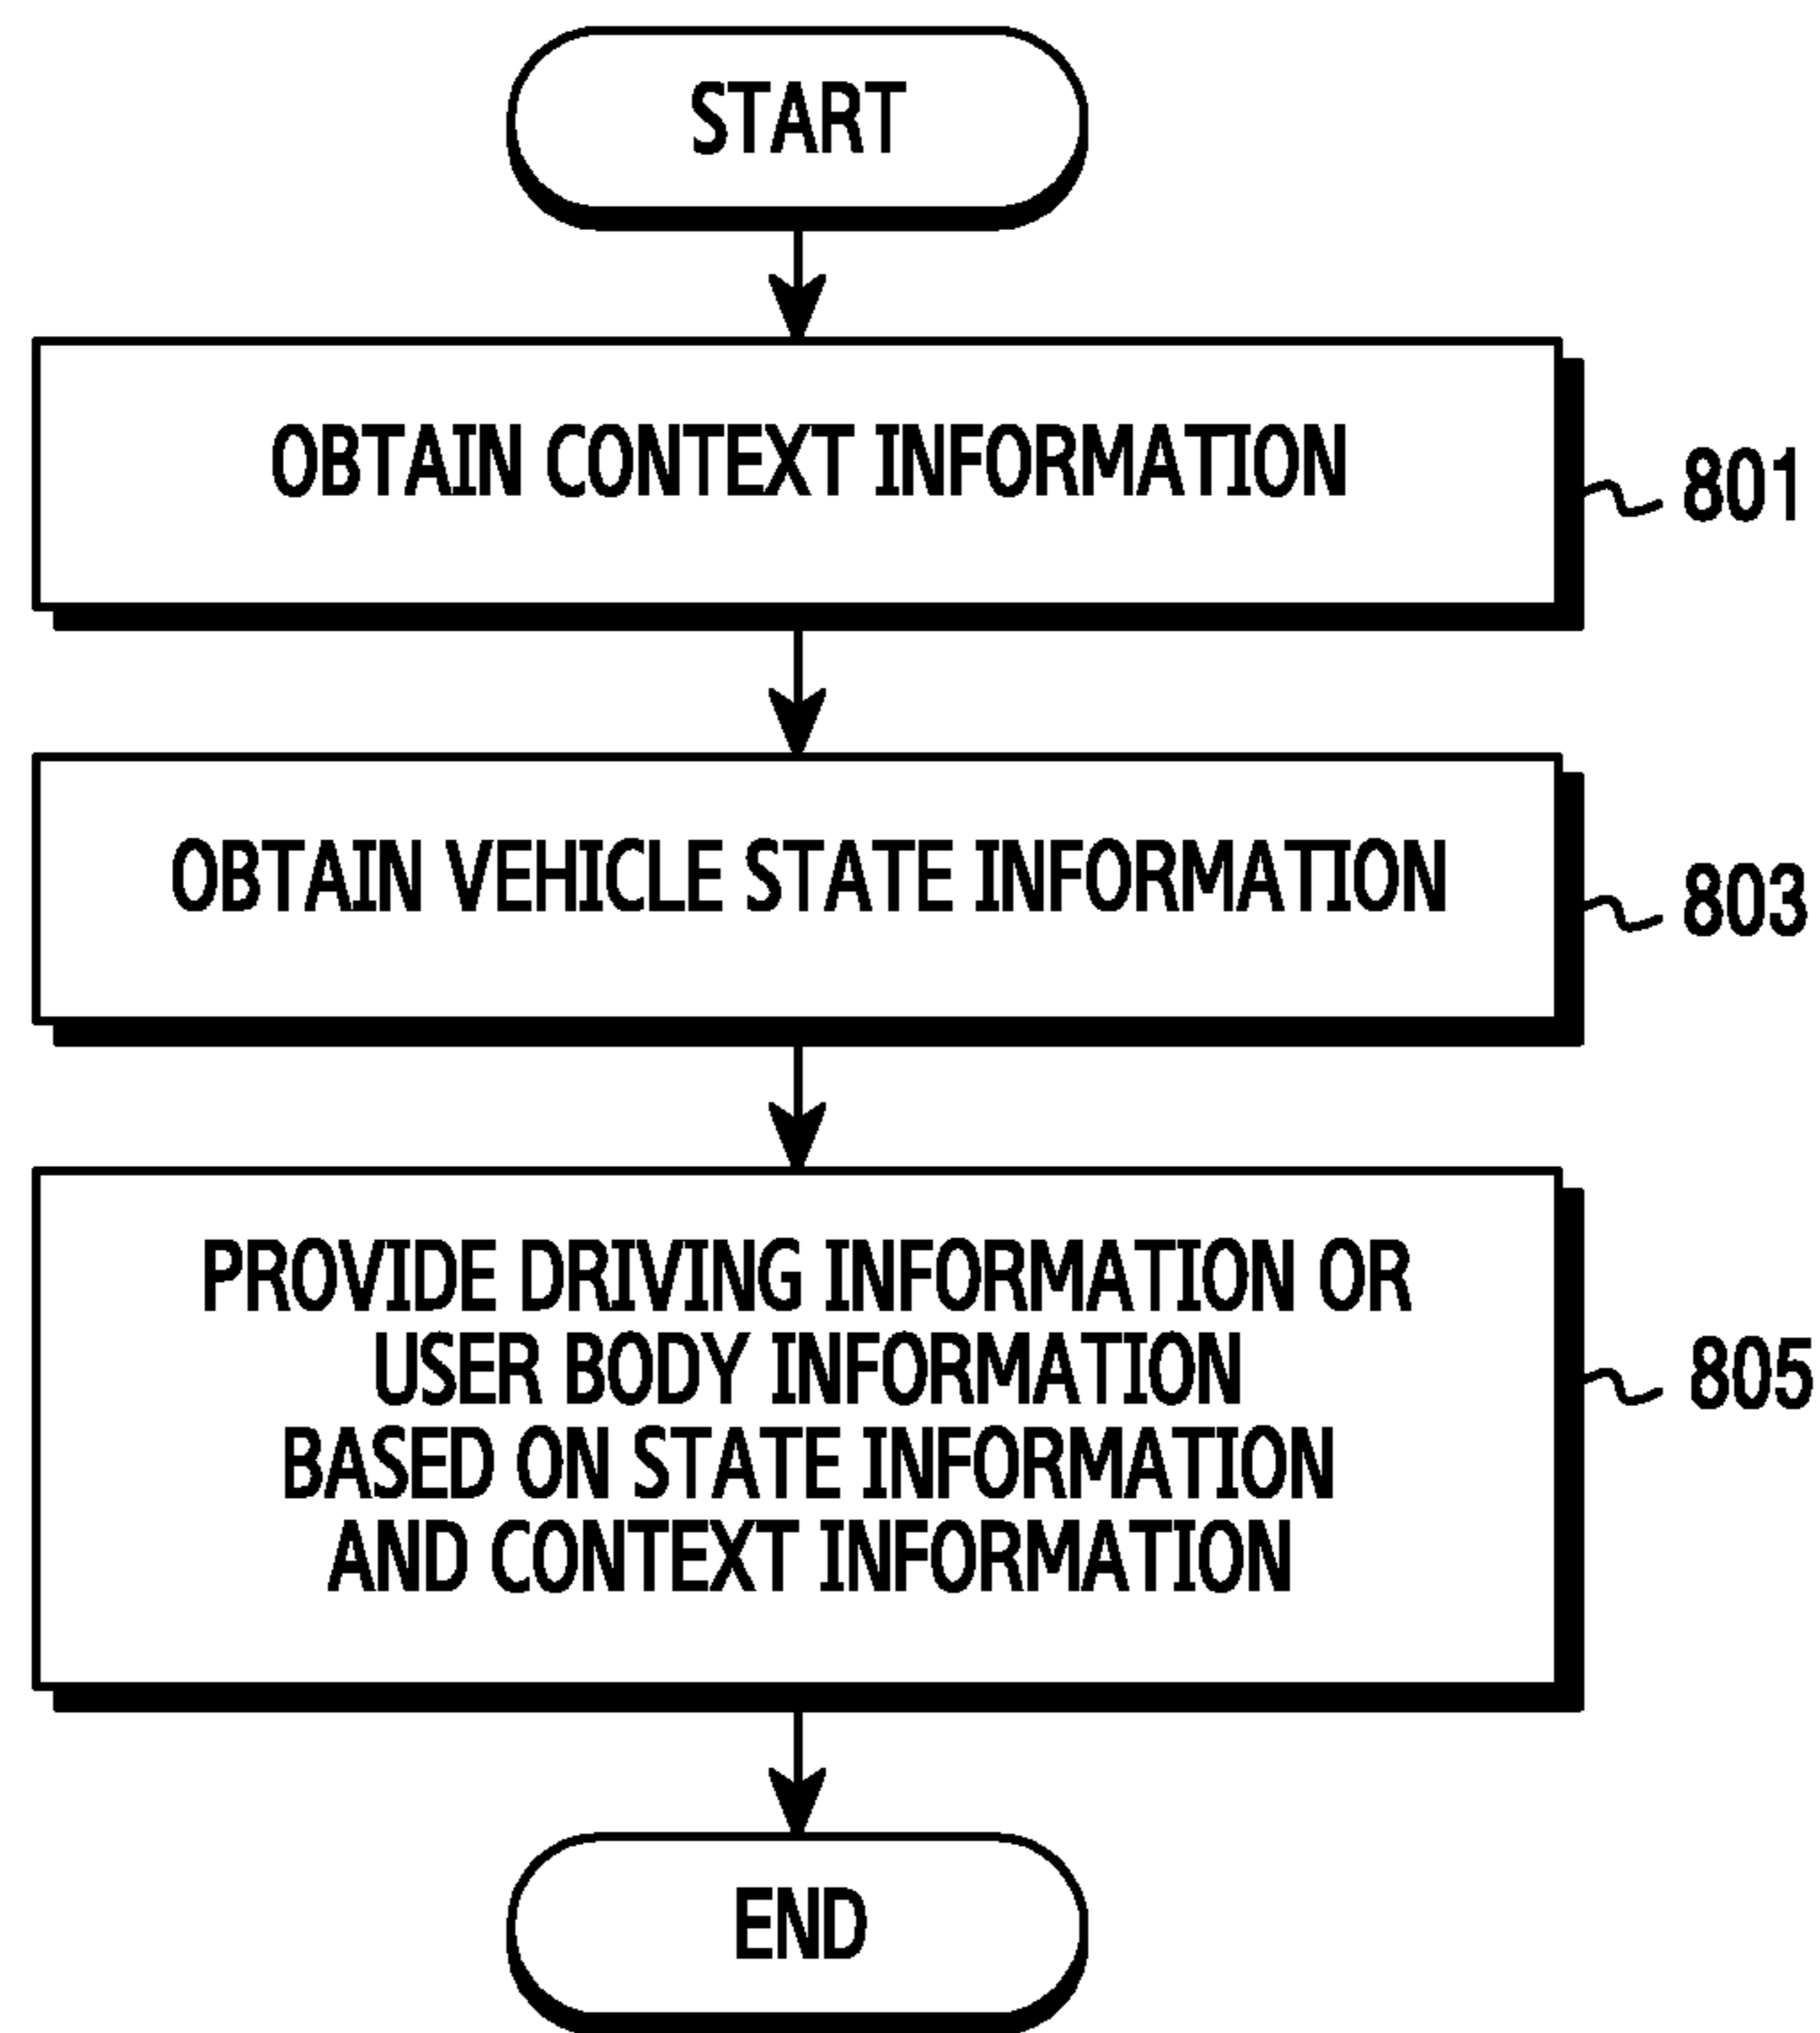 START
OBTAIN CONTEXT INFORMATION
801
OBTAIN VEHICLE STATE INFORMATION
803
PROVIDE DRIVING INFORMATION OR
USER BODY INFORMATION
BASED ON STATE INFORMATION
AND CONTEXT INFORMATION
805
END